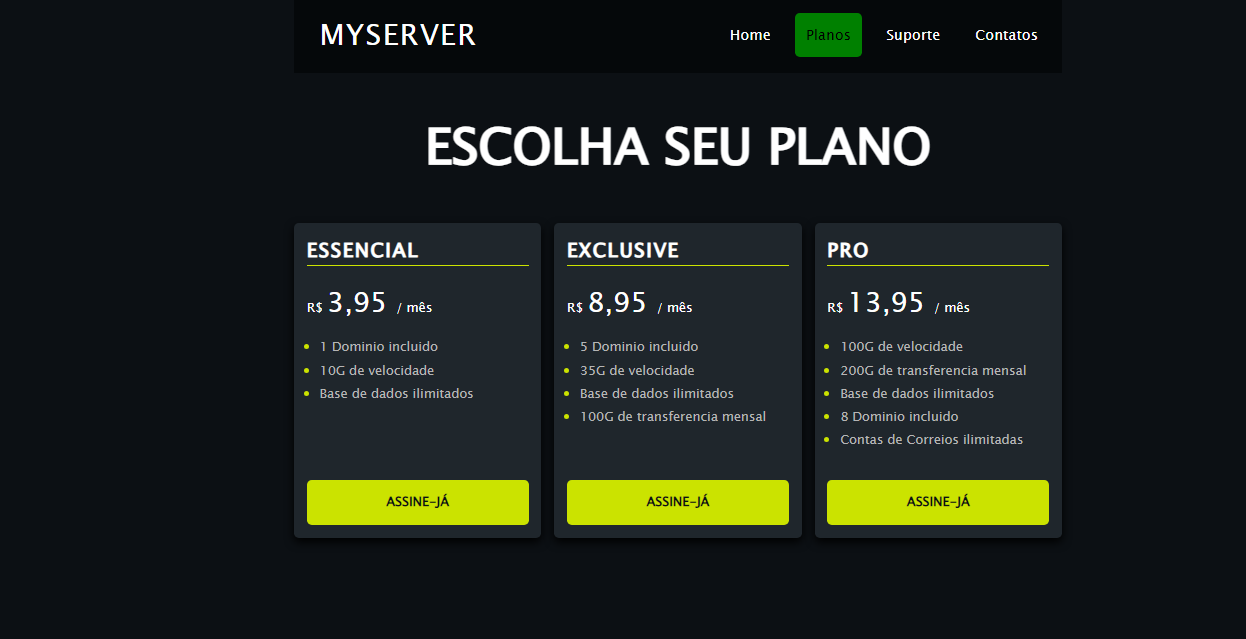 MYSERVER
Home Planos Suporte Contatos
ESCOLHA SEU PLANO
ESSENCIAL
R$ 3,95 / mês
1 Dominio incluido
10G de velocidade
Base de dados ilimitados
ASSINE-JÁ
EXCLUSIVE
R$ 8,95 / mês
5 Dominio incluido
35G de velocidade
Base de dados ilimitados
100G de transferencia mensal
ASSINE-JÁ
PRO
R$ 13,95 / mês
100G de velocidade
200G de transferencia mensal
Base de dados ilimitados
8 Dominio incluido
Contas de Correios ilimitadas
ASSINE-JÁ